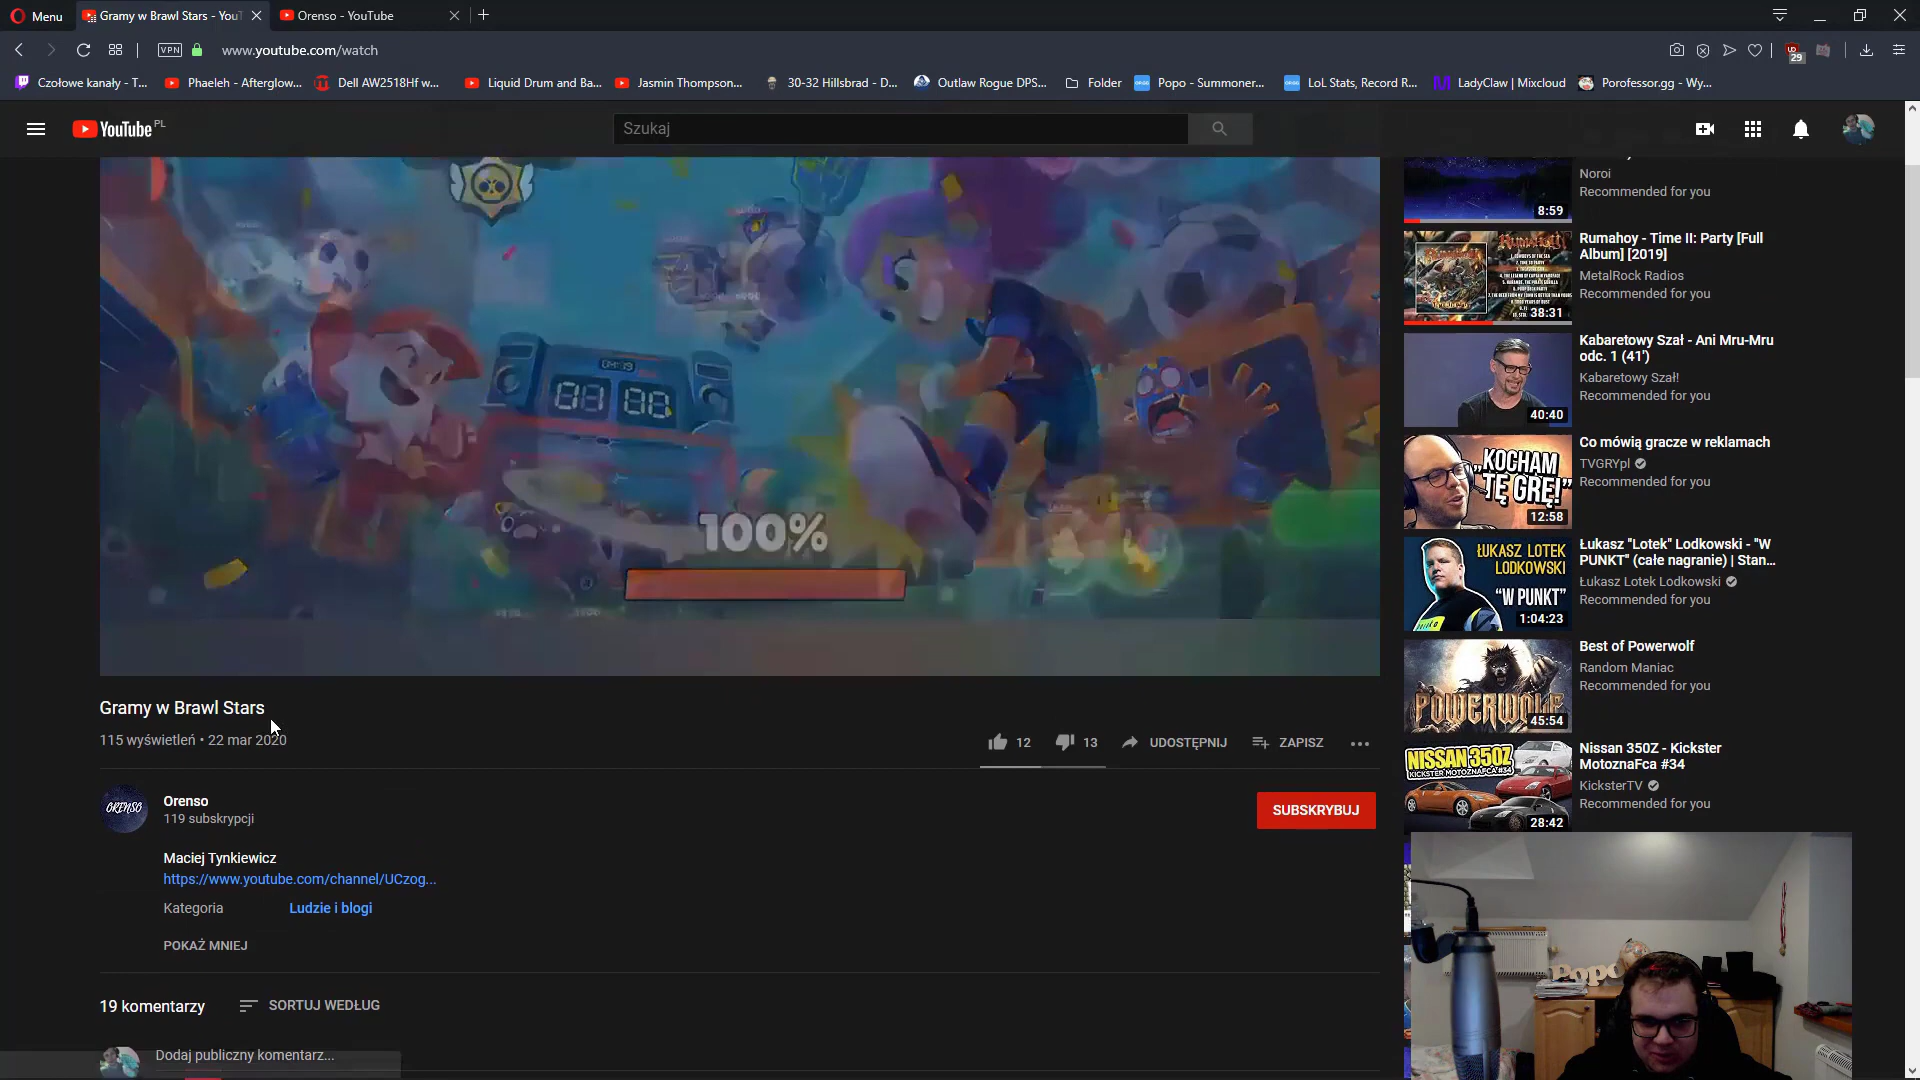 Menu
Gramy w Brawl Stars - YouT
Orenso - YouTube
VPN
www.youtube.com/watch
29
Czołowe kanały - T...
Phaeleh - Afterglow...
Dell AW2518Hf w...
Liquid Drum and Ba...
Jasmin Thompson...
30-32 Hillsbrad - D...
Outlaw Rogue DPS...
Folder
Popo - Summoner...
LoL Stats, Record R...
LadyClaw | Mixcloud
Porofessor.gg - Wy...
YouTube PL
Szukaj
100%
Gramy w Brawl Stars
115 wyświetleń • 22 mar 2020
12
13
UDOSTĘPNIJ
ZAPISZ
Orenso
119 subskrypcji
SUBSKRYBUJ
ORENSO
Maciej Tynkiewicz
https://www.youtube.com/channel/UCzog...
Kategoria
Ludzie i blogi
POKAŻ MNIEJ
19 komentarzy
SORTUJ WEDŁUG
Dodaj publiczny komentarz...
Noroi
Recommended for you
8:59
Rumahoy - Time II: Party [Full
Album] [2019]
MetalRock Radios
Recommended for you
38:31
Kabaretowy Szał - Ani Mru-Mru
odc. 1 (41')
Kabaretowy Szał!
Recommended for you
40:40
Co mówią gracze w reklamach
TVGRYpl
Recommended for you
„KOCHAM
TĘ GRĘ!”
12:58
Łukasz "Lotek" Lodkowski - "W
PUNKT" (całe nagranie) | Stan...
Łukasz Lotek Lodkowski
Recommended for you
ŁUKASZ LOTEK
LODKOWSKI
"W PUNKT"
1:04:23
Best of Powerwolf
Random Maniac
Recommended for you
POWERWOLF
45:54
Nissan 350Z - Kickster
MotoznaFca #34
KicksterTV
Recommended for you
NISSAN 350Z
KICKSTER MOTOZNAFCA #34
28:42
Popo